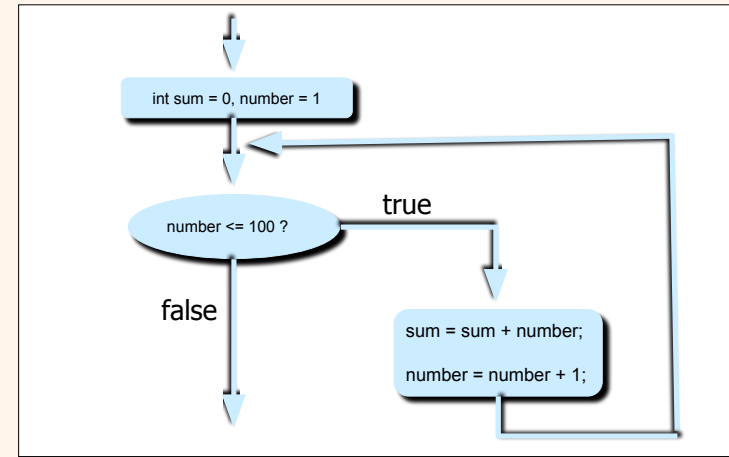 int sum = 0, number = 1
number <= 100 ?
true
false
sum = sum + number;
number = number + 1;